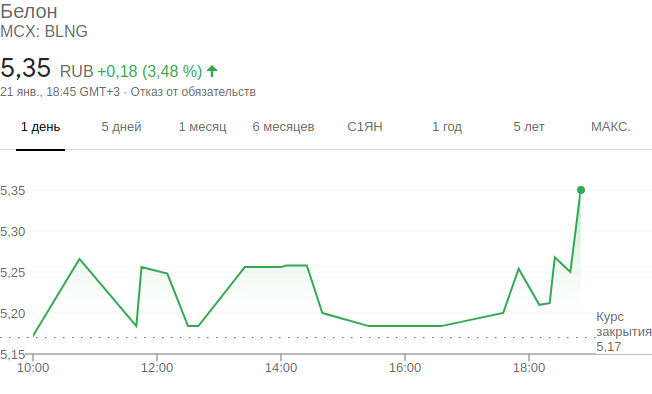 Белон
MCX: BLNG
5,35 RUB +0,18 (3,48 %)
21 янв., 18:45 GMT+3 · Отказ от обязательств
1 день 5 дней 1 месяц 6 месяцев С1ЯН 1 год 5 лет МАКС.
5,35
5,30
5,25
5,20
Курс
закрытия
5,17
5,15
10:00 12:00 14:00 16:00 18:00